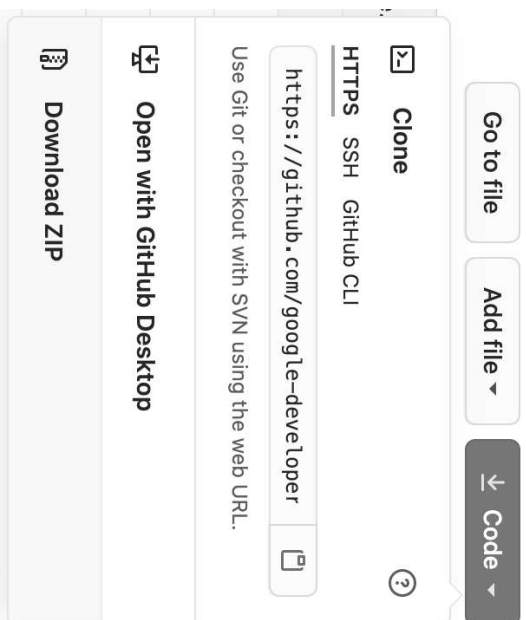 Go to file Add file Code
Clone
HTTPS SSH GitHub CLI
https://github.com/google-developer
Use Git or checkout with SVN using the web URL.
Open with GitHub Desktop
Download ZIP